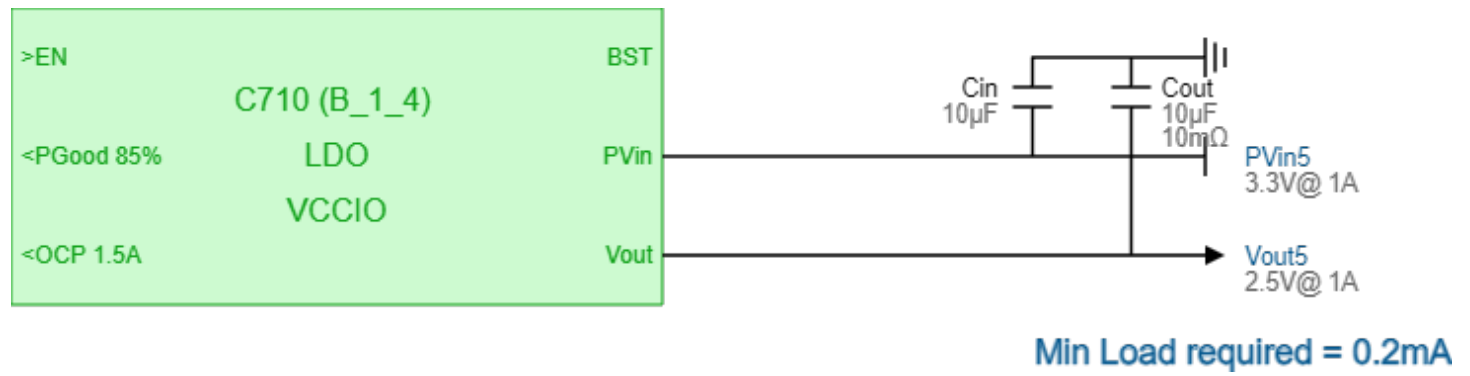 >EN
BST
C710 (B_1_4)
<PGood 85%
LDO
PVin
VCCIO
<OCP 1.5A
Vout
Cin
10µF
Cout
10µF
10mΩ
PVin5
3.3V@ 1A
Vout5
2.5V@ 1A
Min Load required = 0.2mA